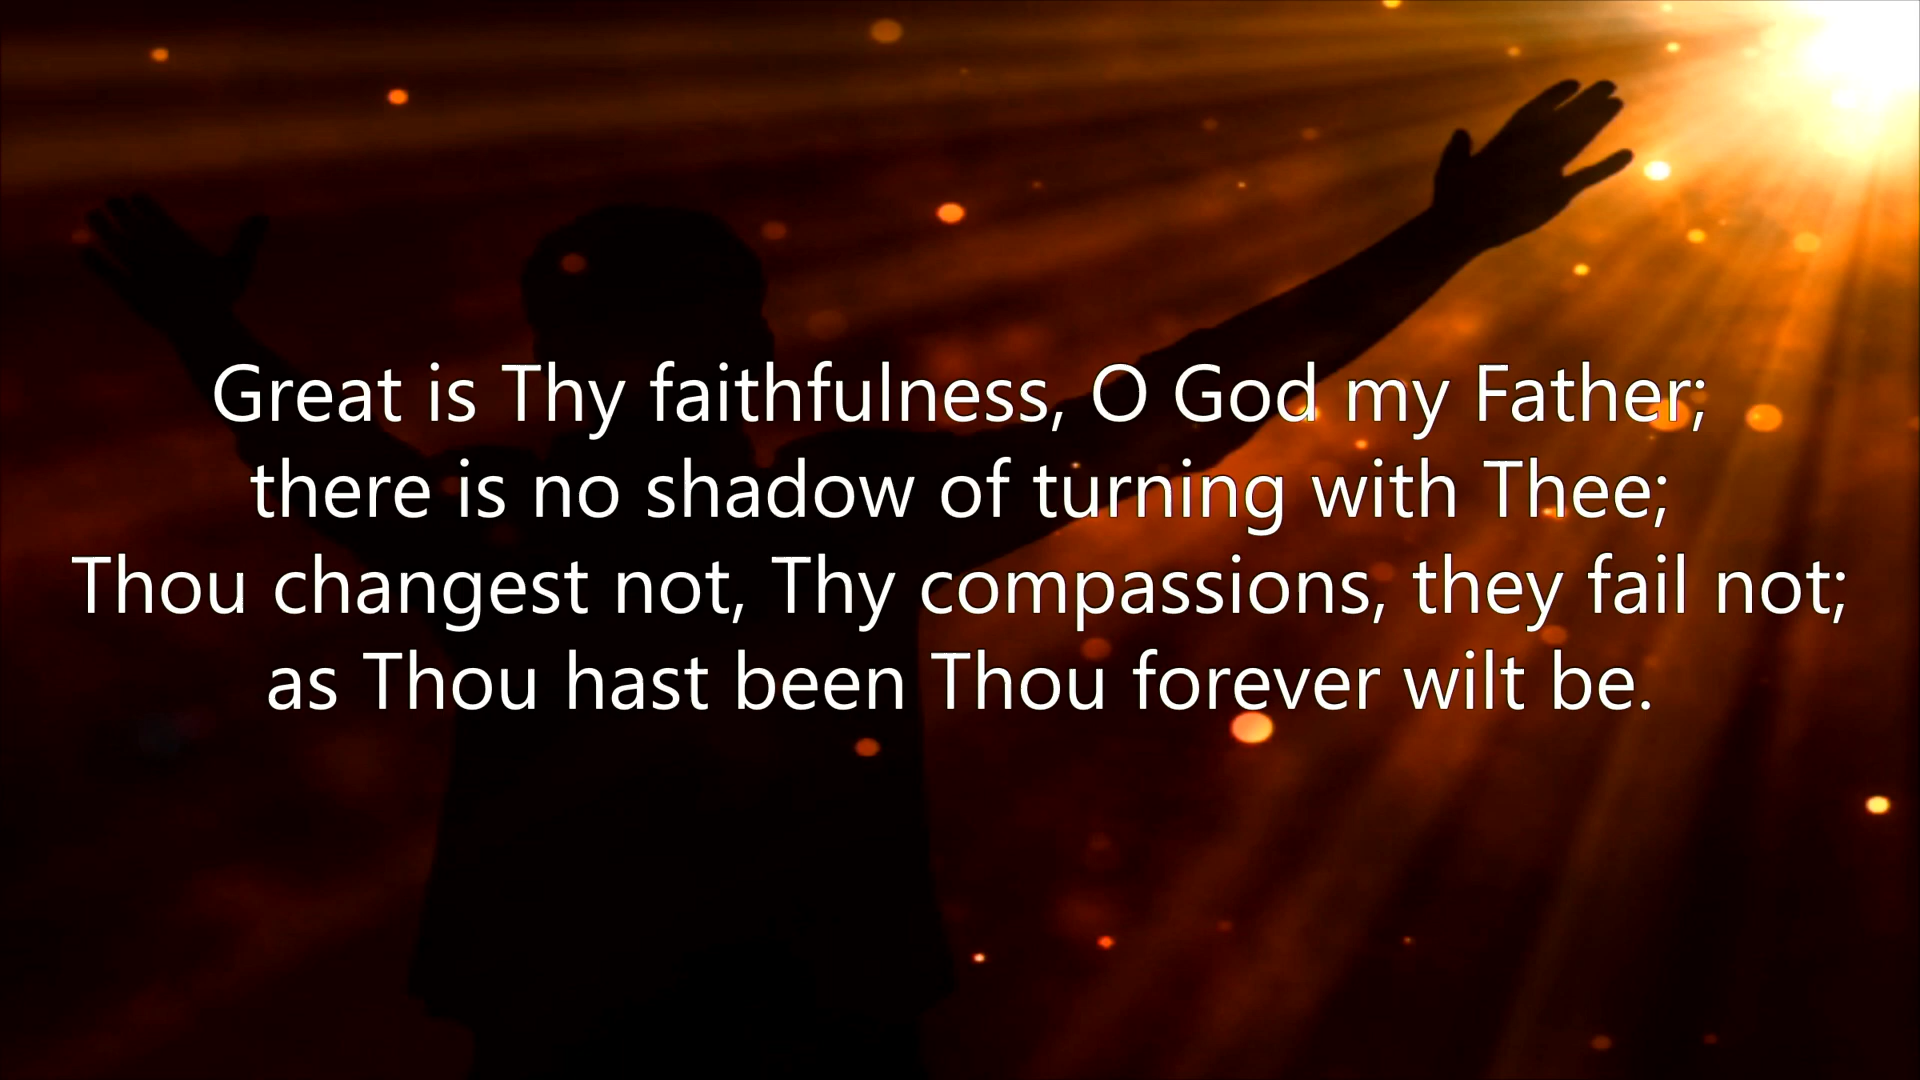 Great is Thy faithfulness, O God my Father;
there is no shadow of turning with Thee;
Thou changest not, Thy compassions, they fail not;
as Thou hast been Thou forever wilt be.